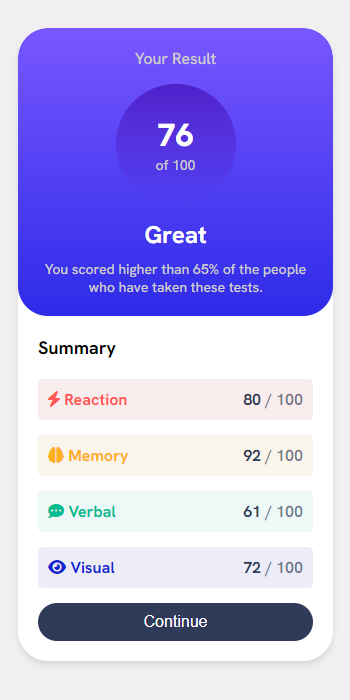 Your Result
76
of 100
Great
You scored higher than 65% of the people
who have taken these tests.
Summary
Reaction 80 / 100
Memory 92 / 100
Verbal 61 / 100
Visual 72 / 100
Continue